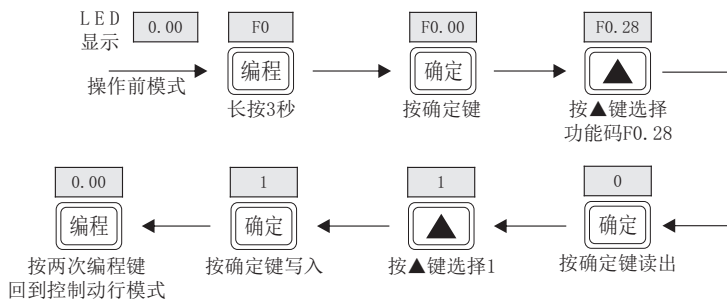 LED
显示
0.00
F0
F0.00
F0.28
编程
确定
▲
操作前模式
长按3秒
按确定键
按▲键选择
功能码F0.28
0.00
1
1
0
编程
确定
▲
确定
按两次编程键
回到控制动行模式
按确定键写入
按▲键选择1
按确定键读出